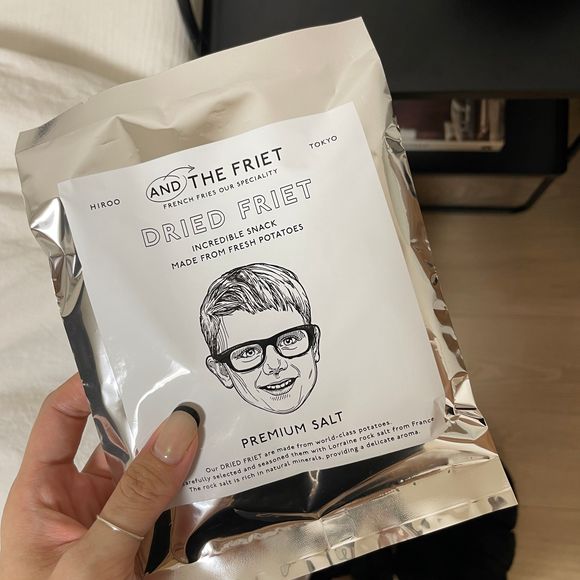 HIROO
TOKYO
AND THE FRIET
FRENCH FRIES OUR SPECIALITY
DRIED FRIET
INCREDIBLE SNACK
MADE FROM FRESH POTATOES
PREMIUM SALT
Our DRIED FRIET are made from world-class potatoes.
carefully selected and seasoned them with Lorraine rock salt from France
The rock salt is rich in natural minerals, providing a delicate aroma.